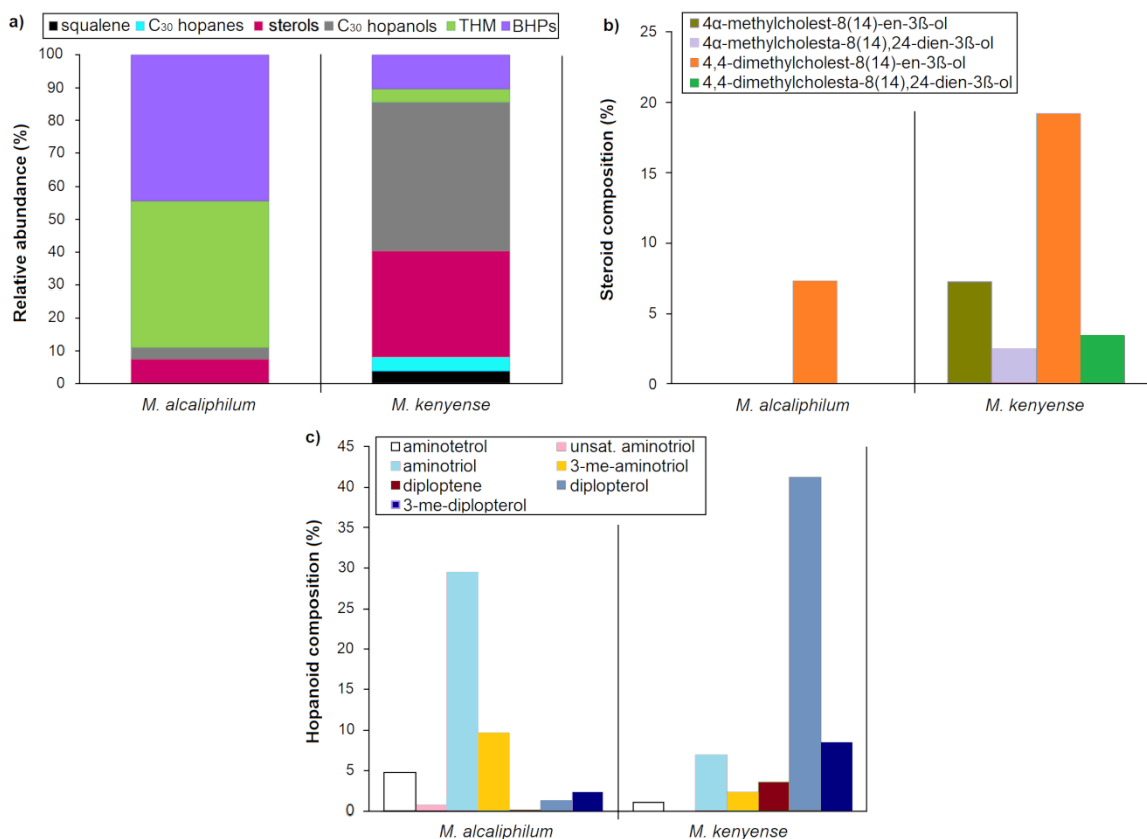 a)
squalene C30 hopanes sterols C30 hopanols THM BHPs
Relative abundance (%)
100
90
80
70
60
50
40
30
20
10
0
M. alcaliphilum M. kenyense
b)
4α-methylcholest-8(14)-en-3ß-ol
4α-methylcholesta-8(14),24-dien-3ß-ol
4,4-dimethylcholest-8(14)-en-3ß-ol
4,4-dimethylcholesta-8(14),24-dien-3ß-ol
Steroid composition (%)
25
20
15
10
5
0
M. alcaliphilum M. kenyense
c)
aminotetrol unsat. aminotriol
aminotriol 3-me-aminotriol
diploptene diplopterol
3-me-diplopterol
Hopanoid composition (%)
45
40
35
30
25
20
15
10
5
0
M. alcaliphilum M. kenyense